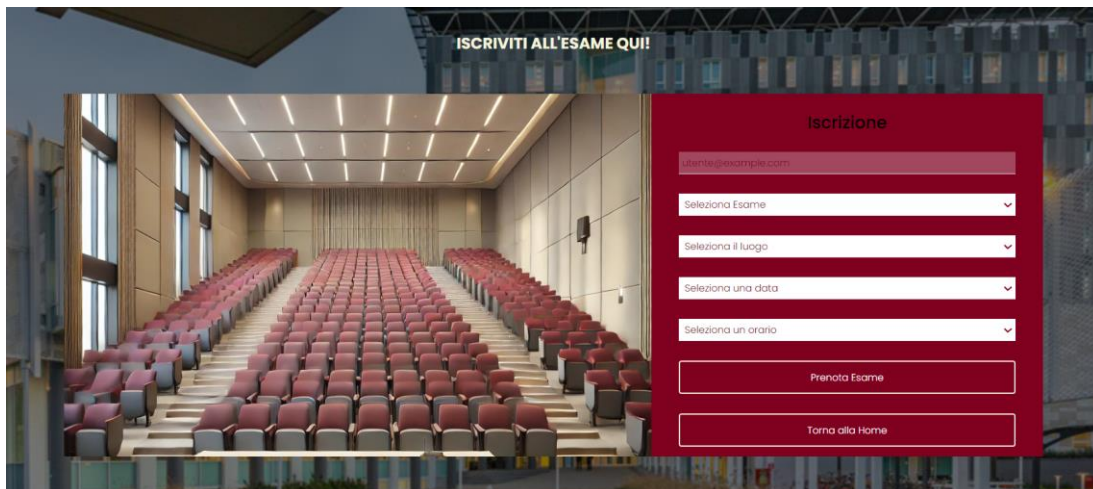 ISCRIVITI ALL'ESAME QUI!
Iscrizione
utente@example.com
Seleziona Esame
Seleziona il luogo
Seleziona una data
Seleziona un orario
Prenota Esame
Torna alla Home